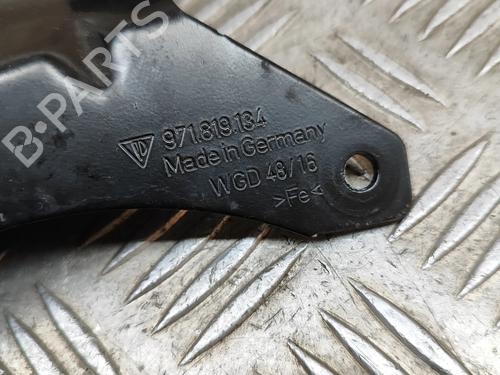 B-PARTS
971.819.134
Made in Germany
WGD 48/16
>Fe<